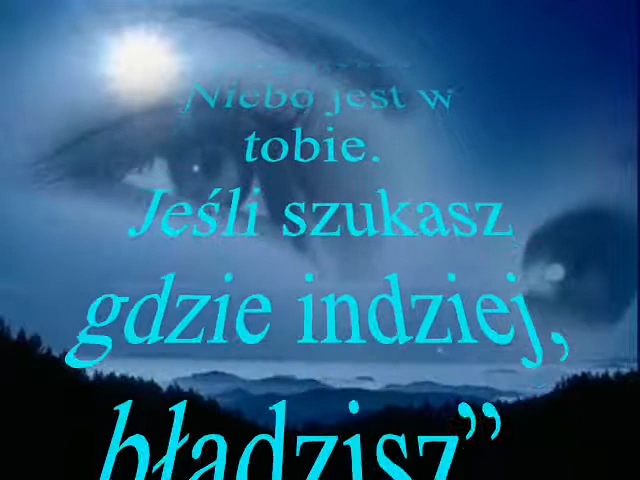 Niebo jest w
tobie.
Jeśli szukasz
gdzie indziej,
błądzisz”